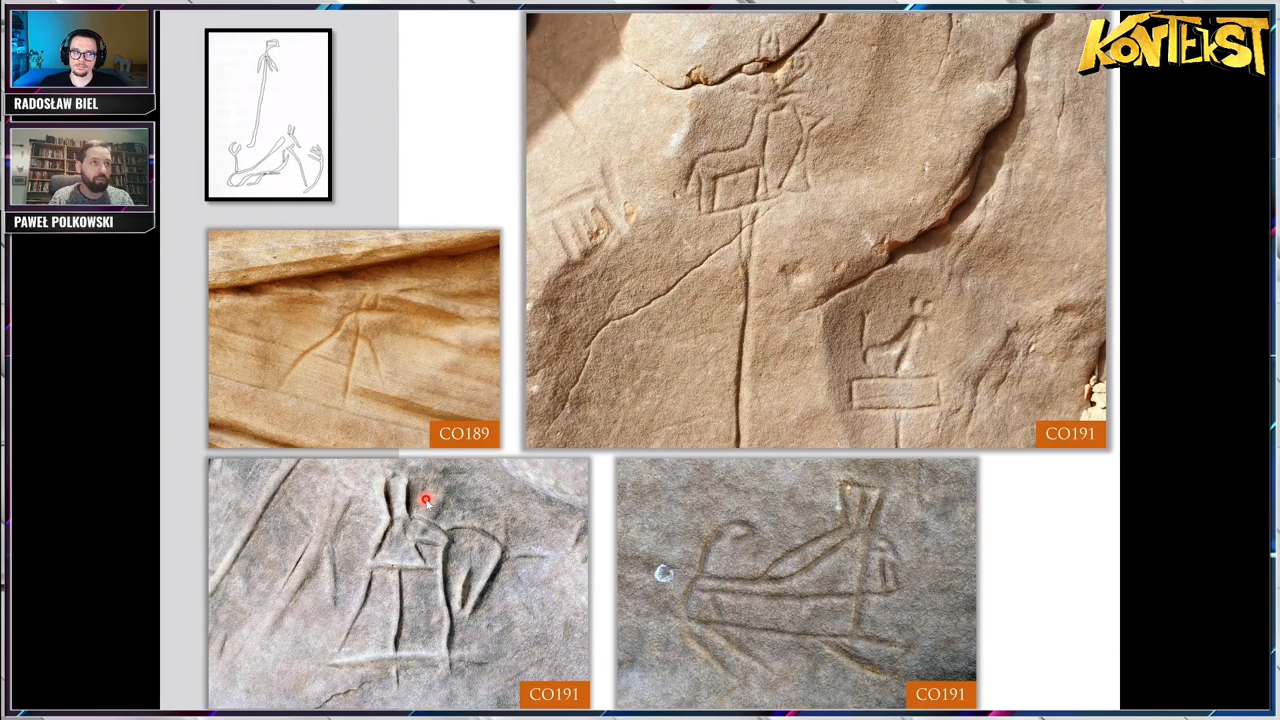 RADOSŁAW BIEL
PAWEŁ POLKOWSKI
KONTEKST
CO189
CO191
CO191
CO191